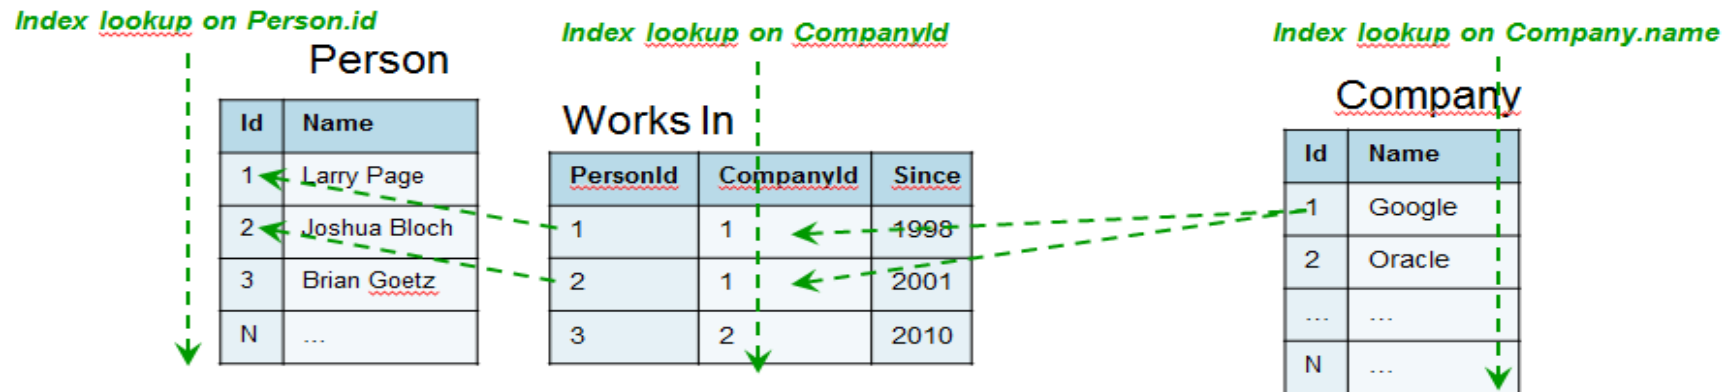 Index lookup on Person.id
Person
Id Name
1 Larry Page
2 Joshua Bloch
3 Brian Goetz
N ...
Index lookup on CompanyId
Works In
PersonId CompanyId Since
1 1 1998
2 1 2001
3 2 2010
Index lookup on Company.name
Company
Id Name
1 Google
2 Oracle
... ...
N ...